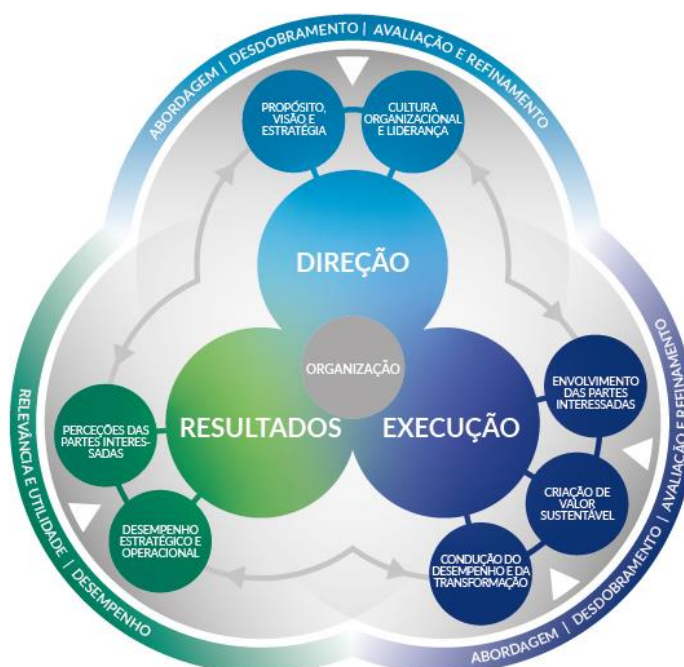 ABORDAGEM | DESDOBRAMENTO | AVALIAÇÃO E REFINAMENTO
PROPÓSITO,
VISÃO E
ESTRATÉGIA
CULTURA
ORGANIZACIONAL
E LIDERANÇA
DIREÇÃO
ORGANIZAÇÃO
RESULTADOS
EXECUÇÃO
ENVOLVIMENTO
DAS PARTES
INTERESSADAS
CRIAÇÃO DE
VALOR
SUSTENTÁVEL
CONDUÇÃO DO
DESEMPENHO E DA
TRANSFORMAÇÃO
ABORDAGEM | DESDOBRAMENTO | AVALIAÇÃO E REFINAMENTO
PERCEÇÕES DAS
PARTES INTERES-
SADAS
DESEMPENHO
ESTRATÉGICO E
OPERACIONAL
RELEVÂNCIA E UTILIDADE | DESEMPENHO